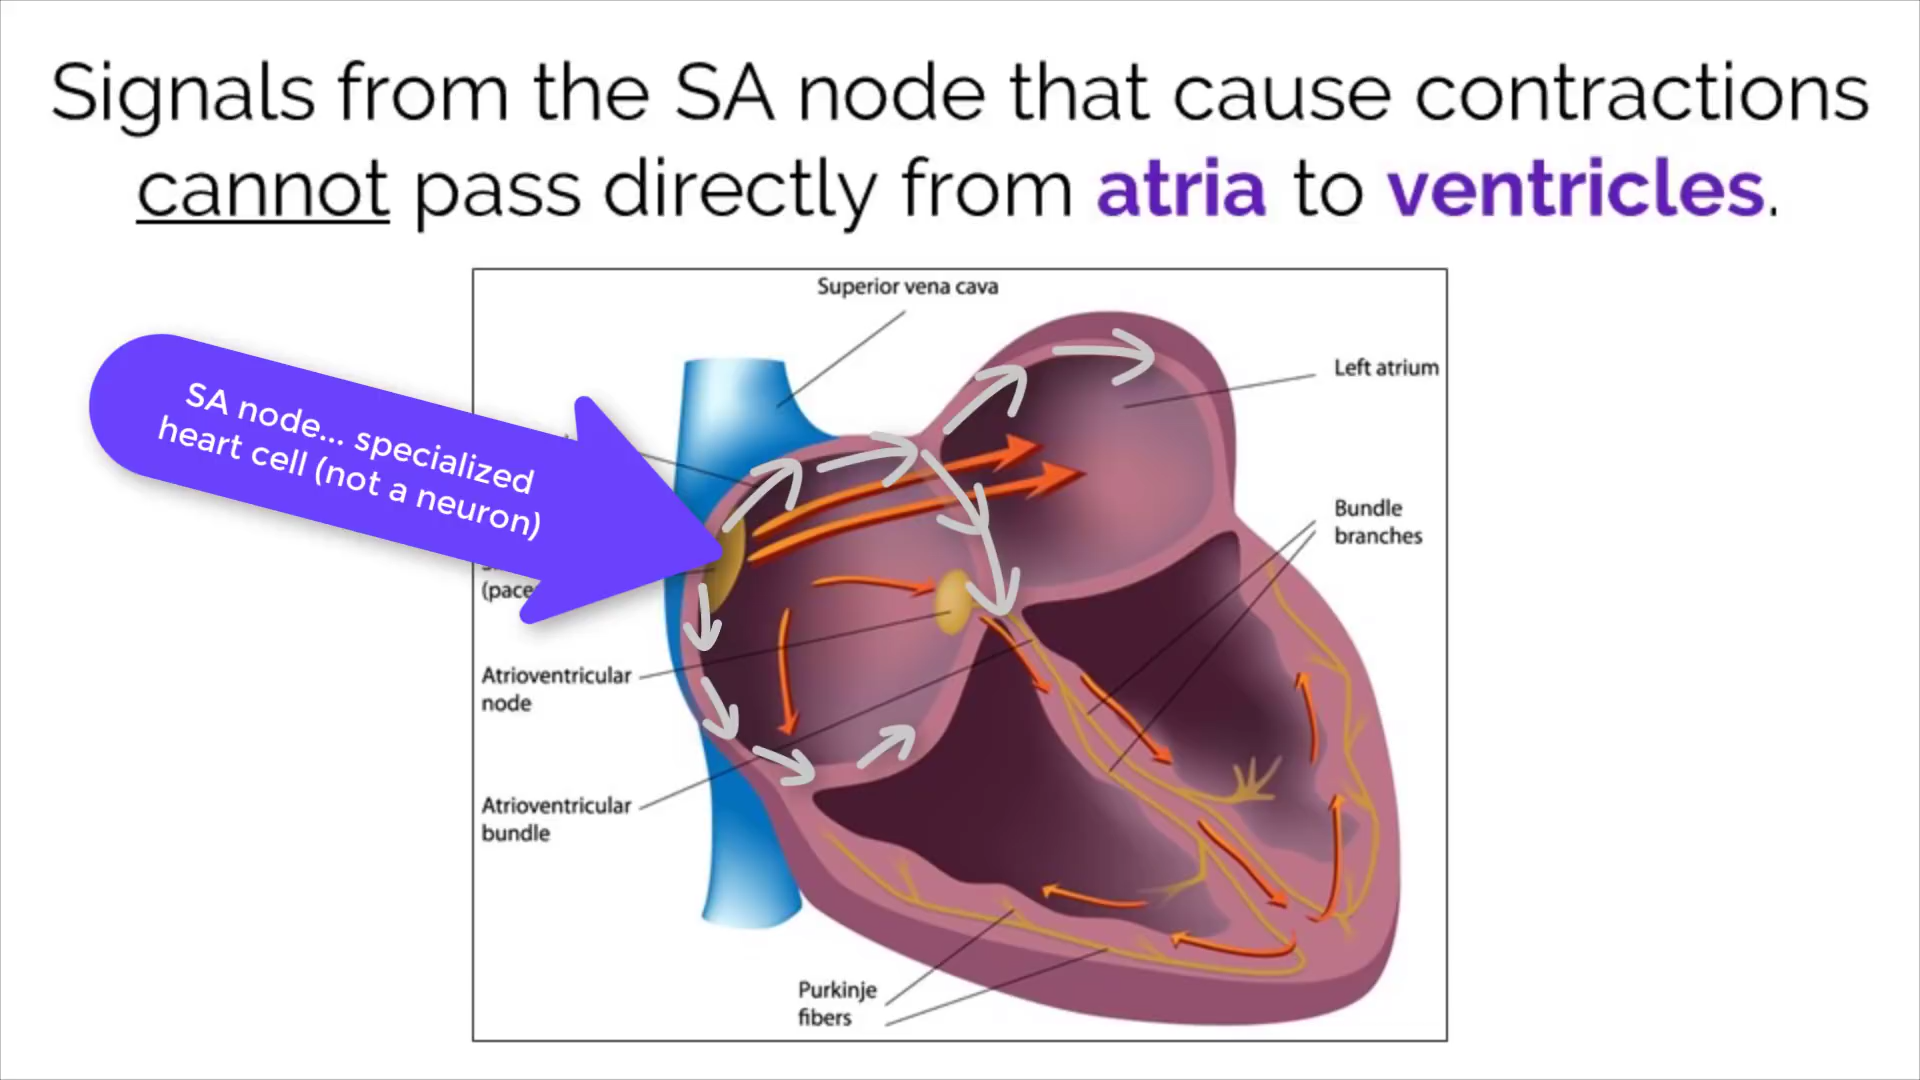 Signals from the SA node that cause contractions
cannot pass directly from atria to ventricles.
Superior vena cava
Left atrium
SA node... specialized
heart cell (not a neuron)
Bundle
branches
(pace
Atrioventricular
node
Atrioventricular
bundle
Purkinje
fibers